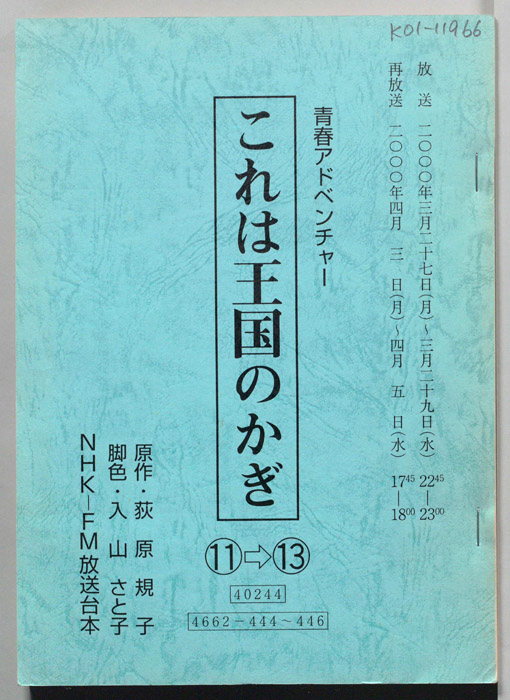 K01-11966
放　送　二〇〇〇年三月二十七日(月)～三月二十九日(水)　22:45—23:00
再放送　二〇〇〇年四月　三　日(月)～四月　五　日(水)　17:45—18:00
青春アドベンチャー
これは王国のかぎ
⑪⇨⑬
40244
4662－444～446
原作・荻　原　規　子
脚色・入　山　さと子
NHK—FM放送台本